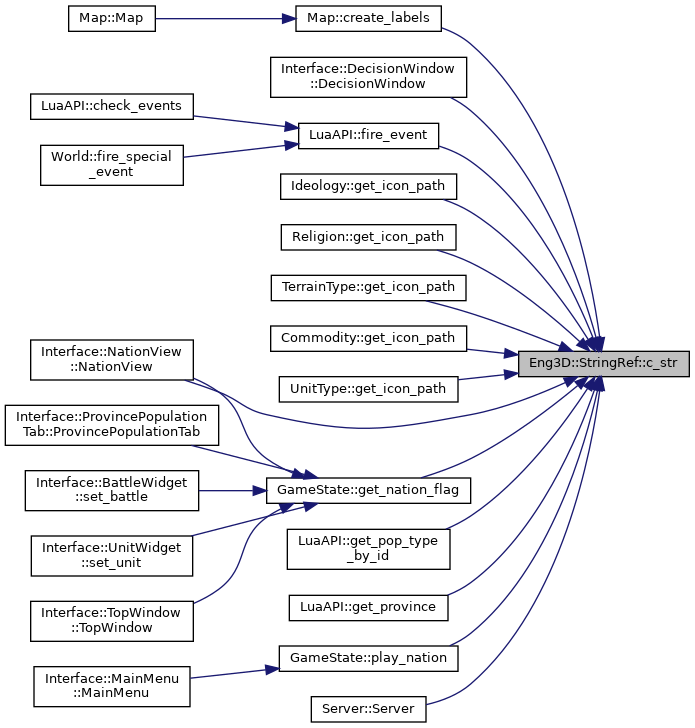 Map::Map
Map::create_labels
Interface::DecisionWindow
::DecisionWindow
LuaAPI::check_events
LuaAPI::fire_event
World::fire_special
_event
Ideology::get_icon_path
Religion::get_icon_path
TerrainType::get_icon_path
Commodity::get_icon_path
Interface::NationView
::NationView
Eng3D::StringRef::c_str
UnitType::get_icon_path
Interface::ProvincePopulation
Tab::ProvincePopulationTab
Interface::BattleWidget
::set_battle
GameState::get_nation_flag
Interface::UnitWidget
::set_unit
LuaAPI::get_pop_type
_by_id
Interface::TopWindow
::TopWindow
LuaAPI::get_province
GameState::play_nation
Interface::MainMenu
::MainMenu
Server::Server